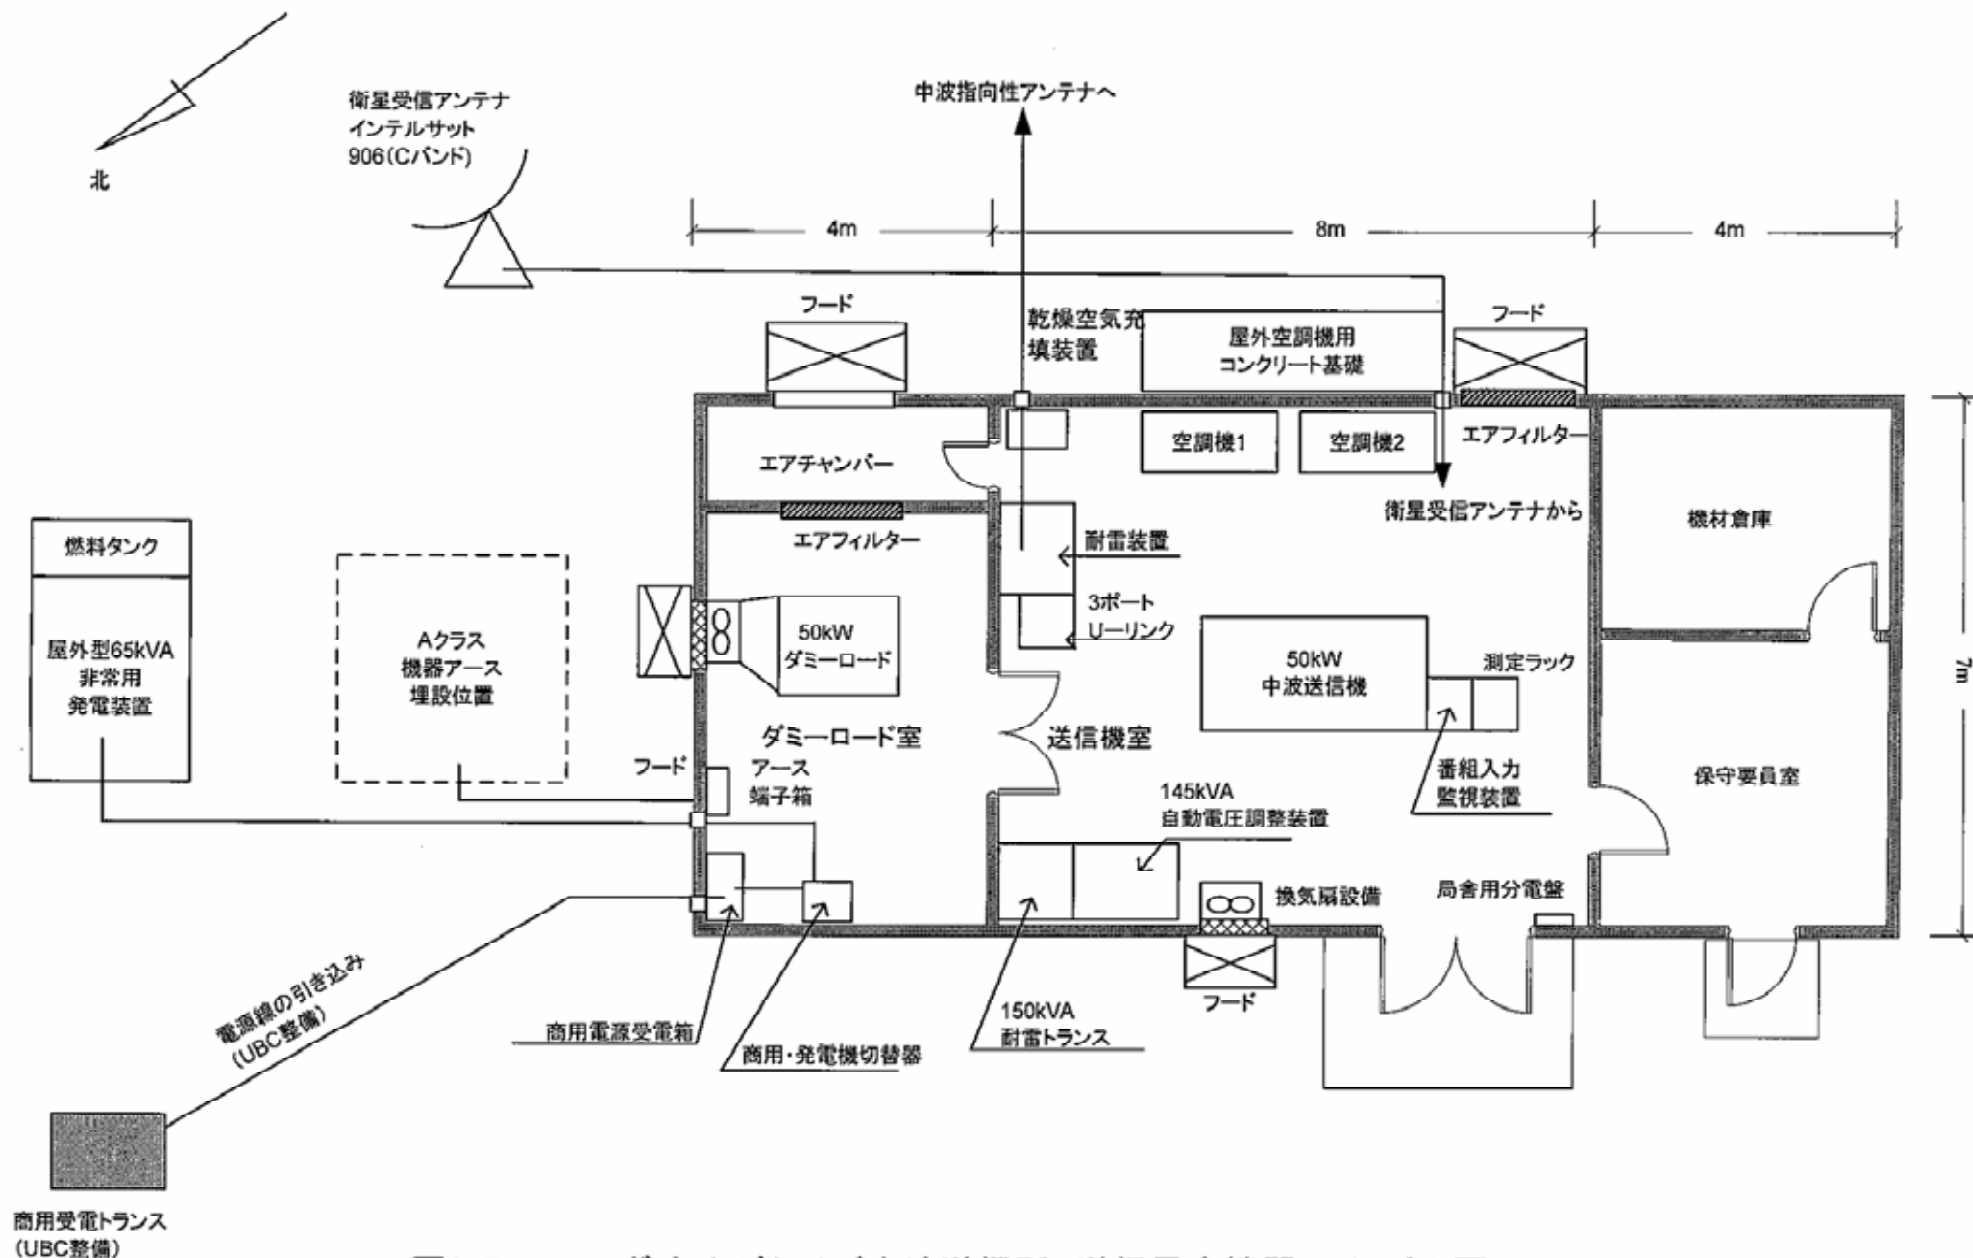 衛星受信アンテナ
インテルサット
906(Cバンド)
中波指向性アンテナへ
北
4m
8m
4m
フード
乾燥空気充
填装置
屋外空調機用
コンクリート基礎
フード
空調機1
空調機2
エアフィルター
エアチャンバー
衛星受信アンテナから
機材倉庫
燃料タンク
エアフィルター
耐雷装置
屋外型65kVA
非常用
発電装置
Aクラス
機器アース
埋設位置
50kW
ダミーロード
3ポート
Uーリンク
50kW
中波送信機
測定ラック
7m
ダミーロード室
送信機室
フード
アース
端子箱
番組入力
監視装置
保守要員室
145kVA
自動電圧調整装置
換気扇設備
局舎用分電盤
電源線の引き込み
(UBC整備)
商用電源受電箱
商用・発電機切替器
150kVA
耐雷トランス
フード
商用受電トランス
(UBC整備)